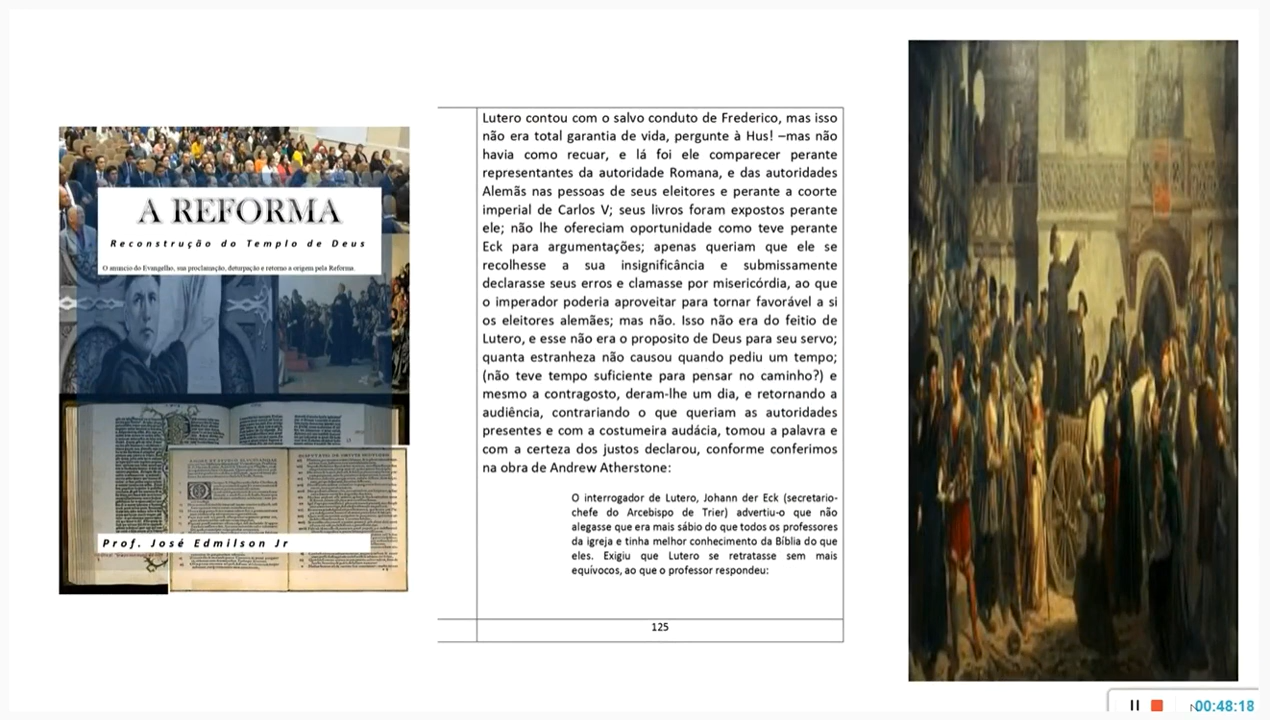 A REFORMA
Reconstrução do Templo de Deus
O anuncio do Evangelho, sua proclamação, deturpação e retorno a origem pela Reforma.
Prof. José Edmilson Jr
Lutero contou com o salvo conduto de Frederico, mas isso
não era total garantia de vida, pergunte à Hus! –mas não
havia como recuar, e lá foi ele comparecer perante
representantes da autoridade Romana, e das autoridades
Alemãs nas pessoas de seus eleitores e perante a coorte
imperial de Carlos V; seus livros foram expostos perante
ele; não lhe ofereciam oportunidade como teve perante
Eck para argumentações; apenas queriam que ele se
recolhesse a sua insignificância e submissamente
declarasse seus erros e clamasse por misericórdia, ao que
o imperador poderia aproveitar para tornar favorável a si
os eleitores alemães; mas não. Isso não era do feitio de
Lutero, e esse não era o proposito de Deus para seu servo;
quanta estranheza não causou quando pediu um tempo;
(não teve tempo suficiente para pensar no caminho?) e
mesmo a contragosto, deram-lhe um dia, e retornando a
audiência, contrariando o que queriam as autoridades
presentes e com a costumeira audácia, tomou a palavra e
com a certeza dos justos declarou, conforme conferimos
na obra de Andrew Atherstone:
O interrogador de Lutero, Johann der Eck (secretario-
chefe do Arcebispo de Trier) advertiu-o que não
alegasse que era mais sábio do que todos os professores
da igreja e tinha melhor conhecimento da Bíblia do que
eles. Exigiu que Lutero se retratasse sem mais
equívocos, ao que o professor respondeu:
125
00:48:18